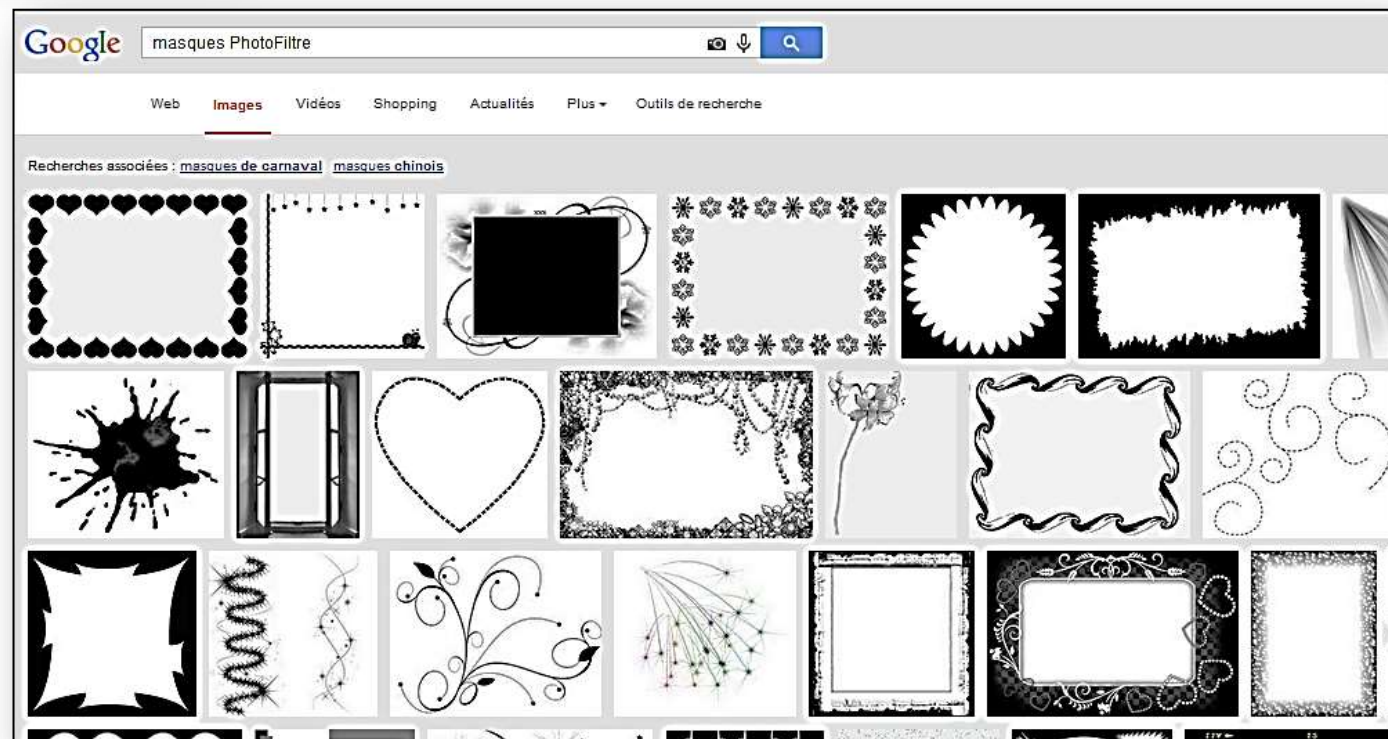 Google masques PhotoFiltre
Web Images Vidéos Shopping Actualités Plus Outils de recherche
Recherches associées : masques de carnaval masques chinois